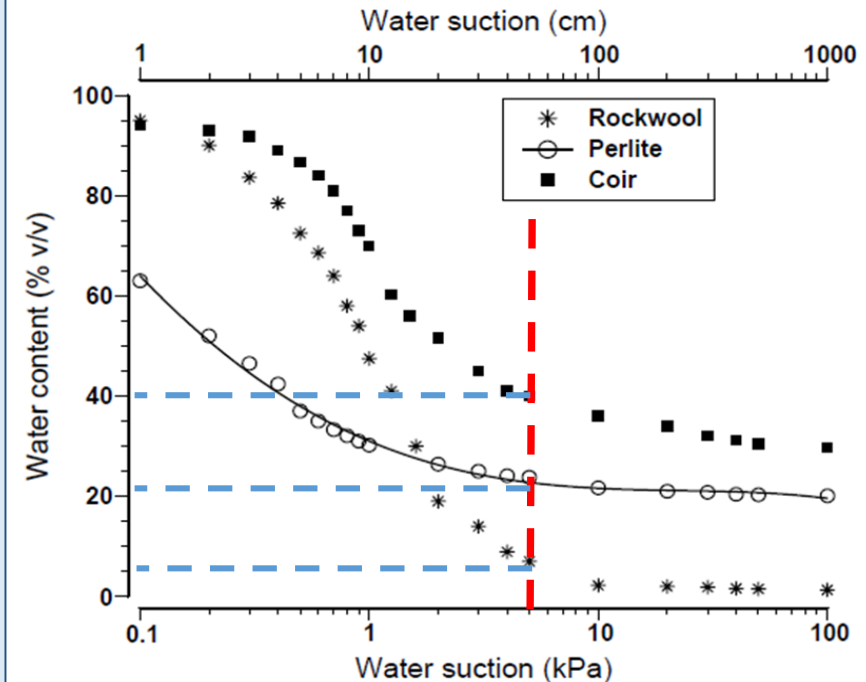 Water suction (cm)
1 10 100 1000
100
80
60
40
20
0
Water content (% v/v)
Rockwool
Perlite
Coir
0.1 1 10 100
Water suction (kPa)